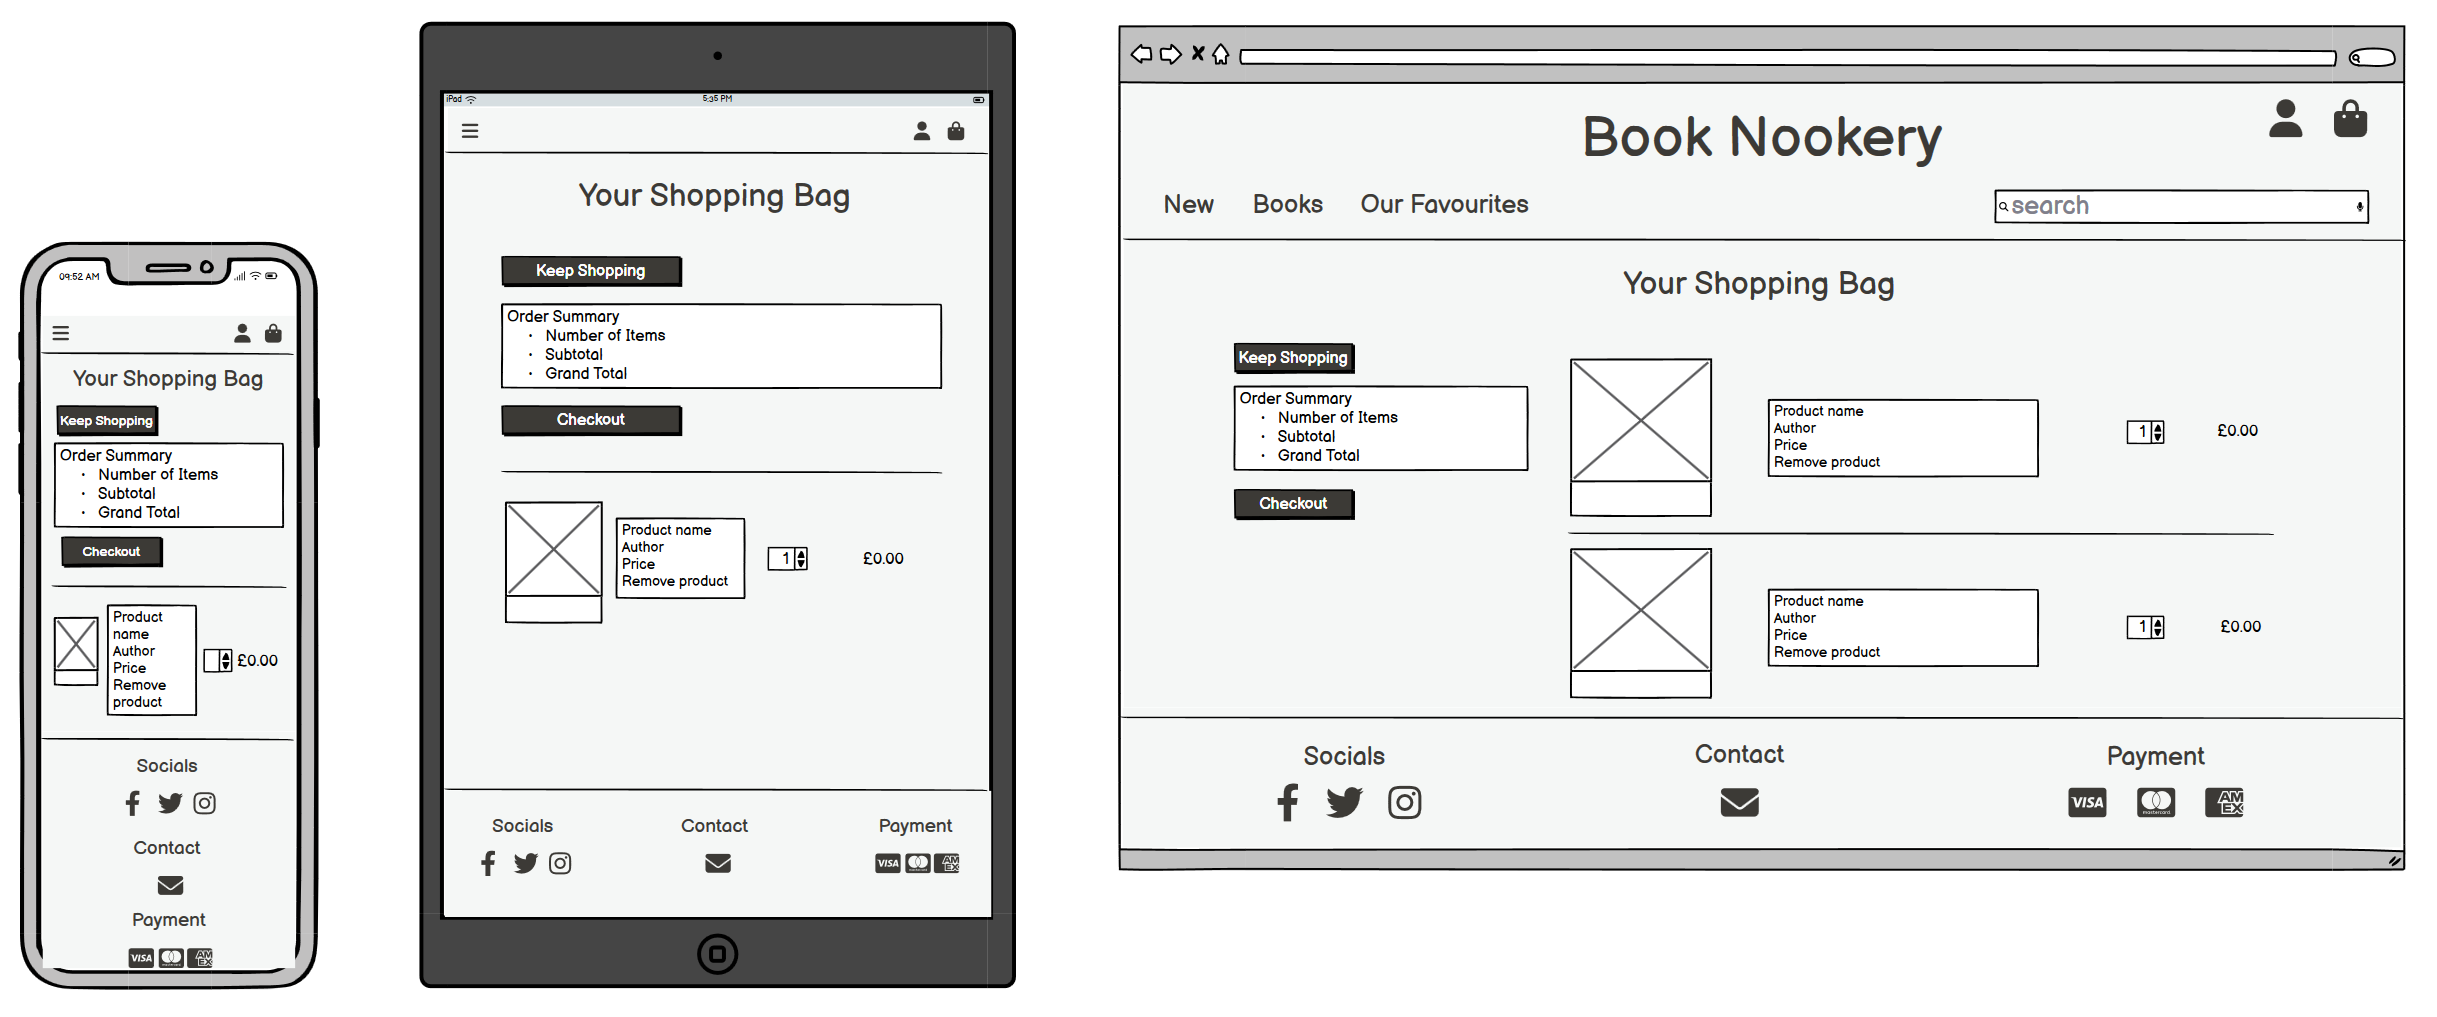 09:52 AM
Your Shopping Bag
Keep Shopping
Order Summary
• Number of Items
• Subtotal
• Grand Total
Checkout
Product
name
Author
Price
Remove
product
£0.00
Socials
Contact
Payment
VISA
mastercard
AM
EX
iPad
5:35 PM
Your Shopping Bag
Keep Shopping
Order Summary
• Number of Items
• Subtotal
• Grand Total
Checkout
Product name
Author
Price
Remove product
1
£0.00
Socials
Contact
Payment
VISA
mastercard
AM
EX
Book Nookery
New
Books
Our Favourites
search
Your Shopping Bag
Keep Shopping
Order Summary
• Number of Items
• Subtotal
• Grand Total
Checkout
Product name
Author
Price
Remove product
1
£0.00
Product name
Author
Price
Remove product
1
£0.00
Socials
Contact
Payment
VISA
mastercard
AM
EX